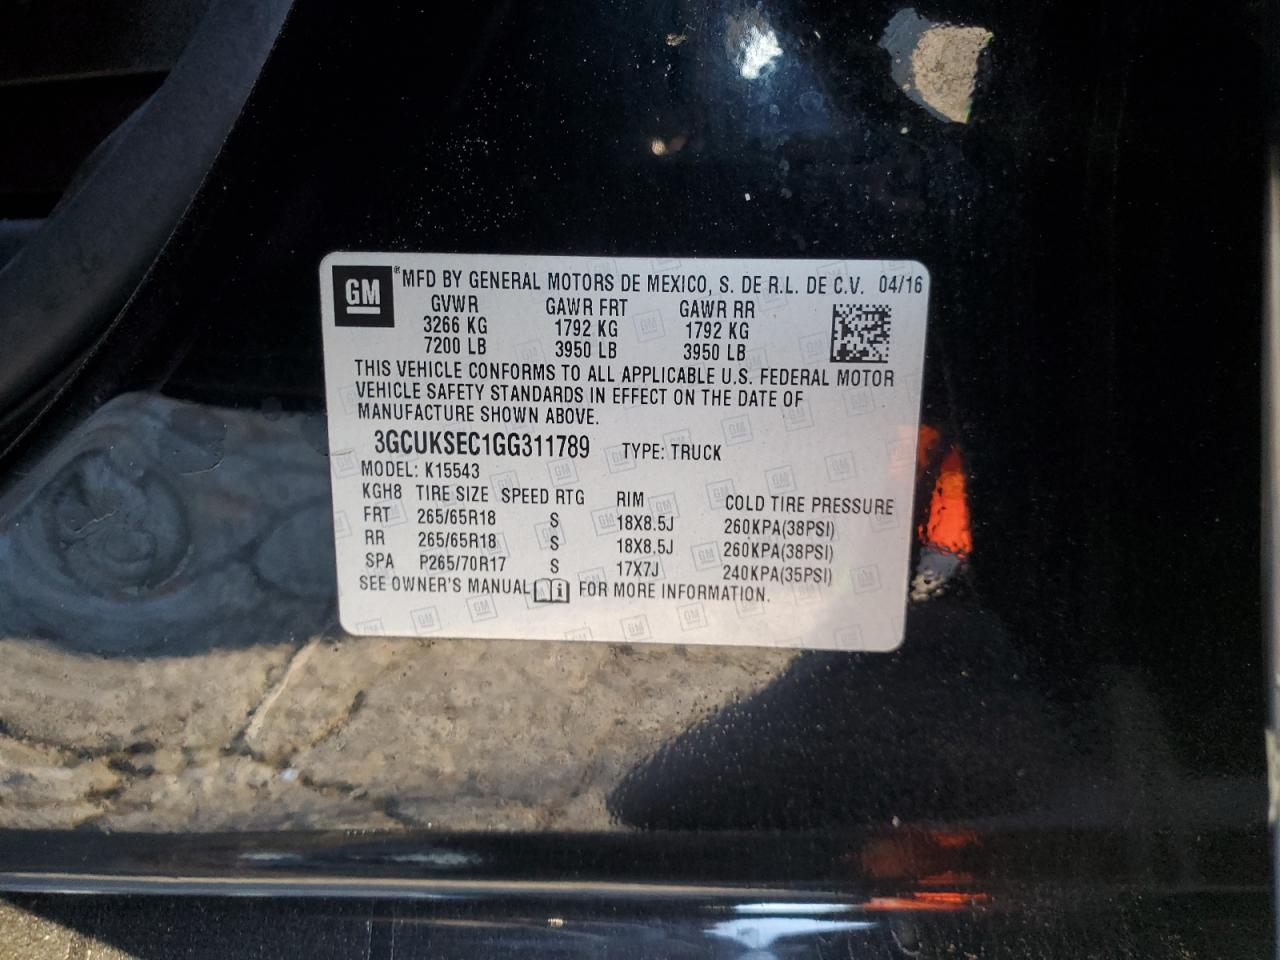 GM ® MFD BY GENERAL MOTORS DE MEXICO, S. DE R.L. DE C.V. 04/16
GVWR GAWR FRT GAWR RR
3266 KG 1792 KG 1792 KG
7200 LB 3950 LB 3950 LB
THIS VEHICLE CONFORMS TO ALL APPLICABLE U.S. FEDERAL MOTOR
VEHICLE SAFETY STANDARDS IN EFFECT ON THE DATE OF
MANUFACTURE SHOWN ABOVE.
3GCUKSEC1GG311789 TYPE: TRUCK
MODEL: K15543
KGH8 TIRE SIZE SPEED RTG RIM COLD TIRE PRESSURE
FRT 265/65R18 S 18X8.5J 260KPA(38PSI)
RR 265/65R18 S 18X8.5J 260KPA(38PSI)
SPA P265/70R17 S 17X7J 240KPA(35PSI)
SEE OWNER'S MANUAL i FOR MORE INFORMATION.